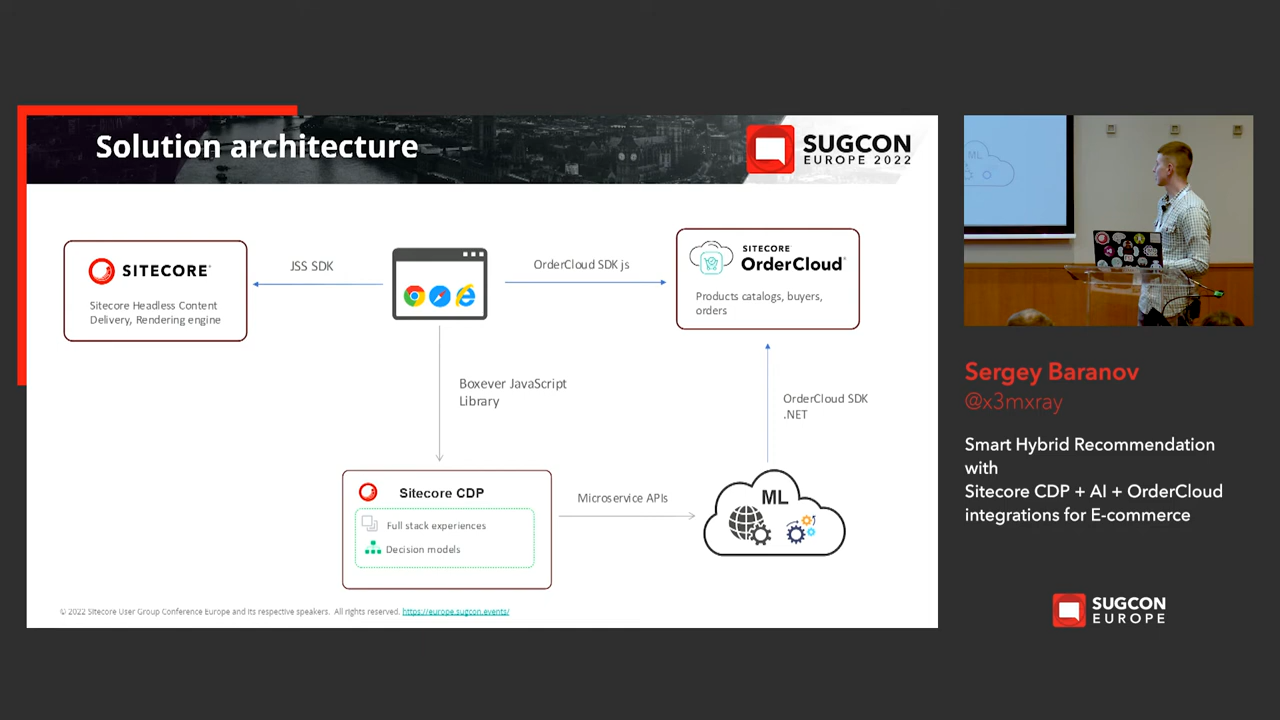 Solution architecture
SUGCON
EUROPE 2022
SITECORE
Sitecore Headless Content
Delivery, Rendering engine
JSS SDK
OrderCloud SDK js
SITECORE
OrderCloud
Products catalogs, buyers,
orders
Boxever JavaScript
Library
OrderCloud SDK
.NET
Sitecore CDP
Full stack experiences
Decision models
Microservice APIs
ML
© 2022 Sitecore User Group Conference Europe and its respective speakers. All rights reserved. https://europe.sugcon.events/
ML
Sergey Baranov
@x3mxray
Smart Hybrid Recommendation
with
Sitecore CDP + AI + OrderCloud
integrations for E-commerce
SUGCON
EUROPE